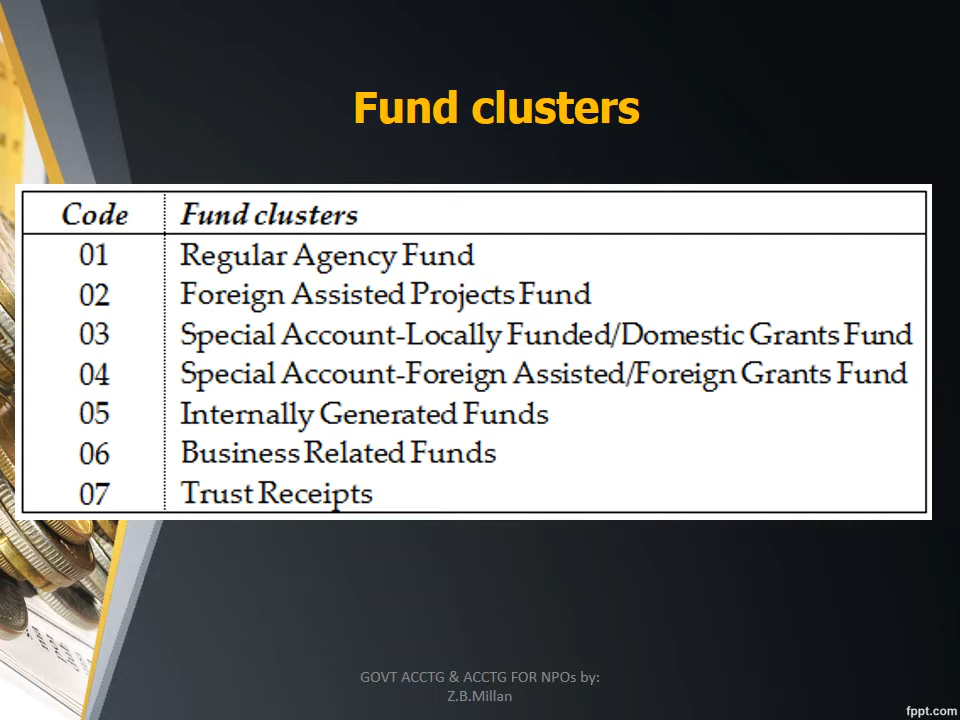 Fund clusters
Code Fund clusters
01 Regular Agency Fund
02 Foreign Assisted Projects Fund
03 Special Account-Locally Funded/Domestic Grants Fund
04 Special Account-Foreign Assisted/Foreign Grants Fund
05 Internally Generated Funds
06 Business Related Funds
07 Trust Receipts
GOVT ACCTG & ACCTG FOR NPOs by:
Z.B.Millan
fppt.com